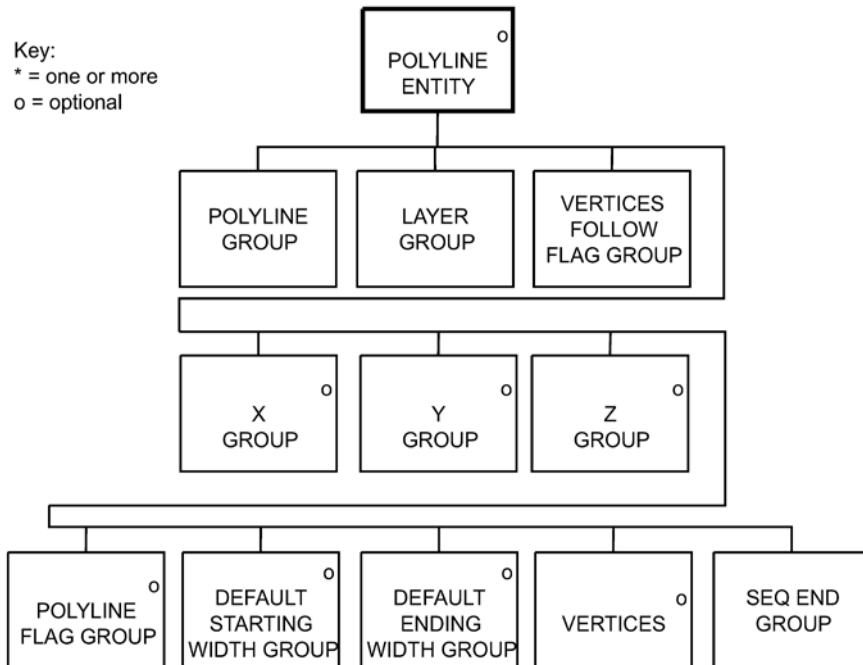 Key:
* = one or more
o = optional
o
POLYLINE
ENTITY
POLYLINE
GROUP
LAYER
GROUP
VERTICES
FOLLOW
FLAG GROUP
o
X
GROUP
o
Y
GROUP
o
Z
GROUP
o
POLYLINE
FLAG GROUP
o
DEFAULT
STARTING
WIDTH GROUP
o
DEFAULT
ENDING
WIDTH GROUP
o
VERTICES
SEQ END
GROUP